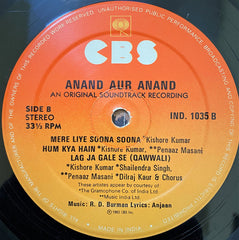 UNAUTHORISED PUBLIC PERFORMANCE
CBS
ANAND AUR ANAND
AN ORIGINAL SOUNDTRACK RECORDING
SIDE B
STEREO
33⅓ RPM
IND. 1035 B
MERE LIYE SOONA SOONA *Kishore Kumar
HUM KYA HAIN *Kishore Kumar, **Penaaz Masani
LAG JA GALE SE (QAWWALI)
*Kishore Kumar *Shailendra Singh,
**Penaaz Masani *Dilraj Kaur & Chorus
These artistes appear by courtesy of
*The Gramophone Co. of India Ltd.
**Music India Ltd.
Music: R. D. Burman Lyrics: Anjaan
MADE IN INDIA